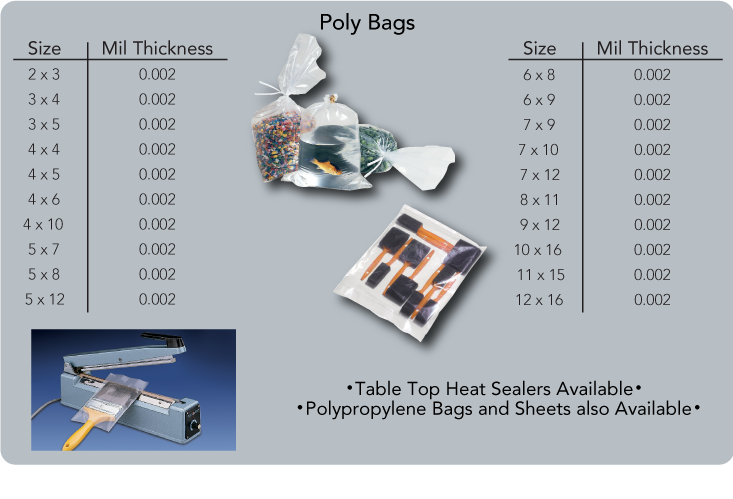 Poly Bags
Size Mil Thickness
2 x 3 0.002
3 x 4 0.002
3 x 5 0.002
4 x 4 0.002
4 x 5 0.002
4 x 6 0.002
4 x 10 0.002
5 x 7 0.002
5 x 8 0.002
5 x 12 0.002
Size Mil Thickness
6 x 8 0.002
6 x 9 0.002
7 x 9 0.002
7 x 10 0.002
7 x 12 0.002
8 x 11 0.002
9 x 12 0.002
10 x 16 0.002
11 x 15 0.002
12 x 16 0.002
•Table Top Heat Sealers Available•
•Polypropylene Bags and Sheets also Available•